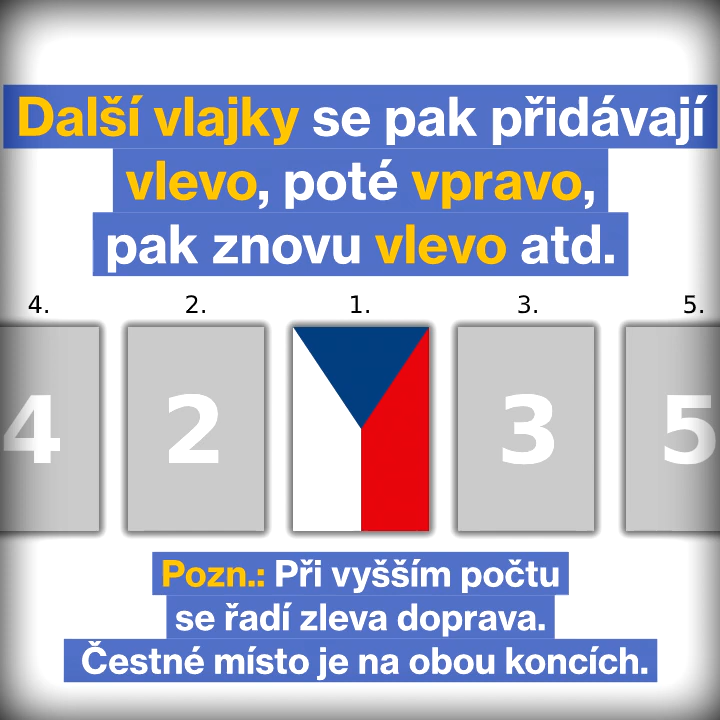 Další vlajky se pak přidávají
vlevo, poté vpravo,
pak znovu vlevo atd.
4. 2. 1. 3. 5.
4 2 3 5
Pozn.: Při vyšším počtu
se řadí zleva doprava.
Čestné místo je na obou koncích.